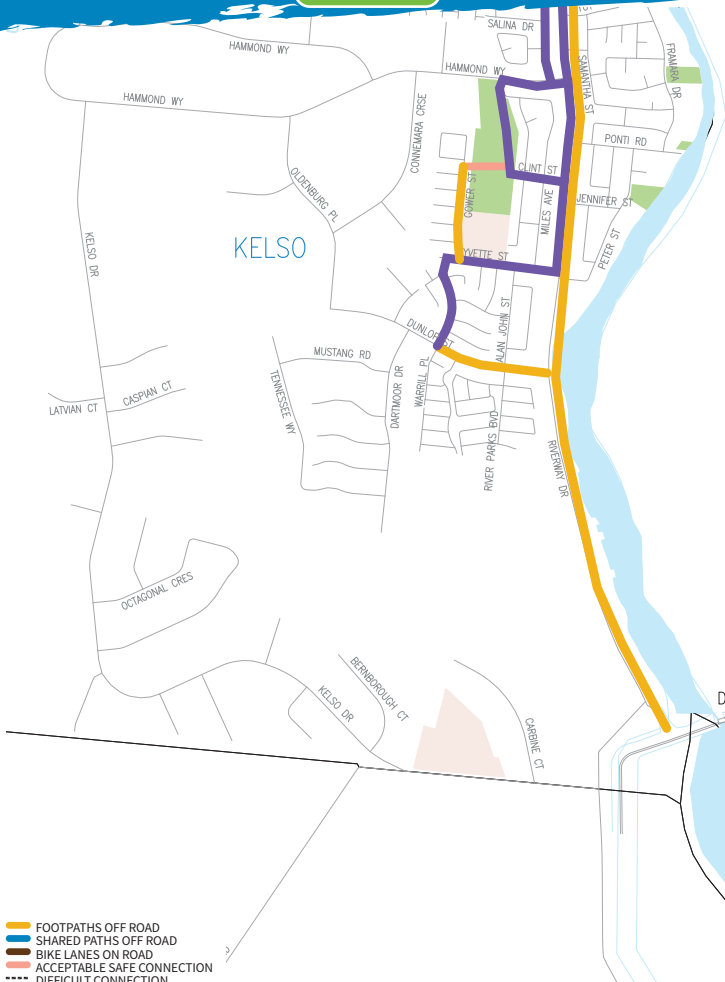 SALINA DR
HAMMOND WY
FRAMARA DR
HAMMOND WY
SAMANTHA ST
HAMMOND WY
CONNEMARA CRSE
PONTI RD
CLINT ST
OLDENBURG PL
GOWER ST
MILES AVE
JENNIFER ST
KELSO
KELSO DR
YVETTE ST
PETER ST
DUNLOP ST
ALAN JOHN ST
MUSTANG RD
TENNESSEE WY
DARTMOOR DR
WARRILL PL
CASPIAN CT
LATVIAN CT
RIVER PARKS BVD
RIVERWAY DR
OCTAGONAL CRES
BERNBOROUGH CT
KELSO DR
CARBINE CT
D
FOOTPATHS OFF ROAD
SHARED PATHS OFF ROAD
BIKE LANES ON ROAD
ACCEPTABLE SAFE CONNECTION
DIFFICULT CONNECTION